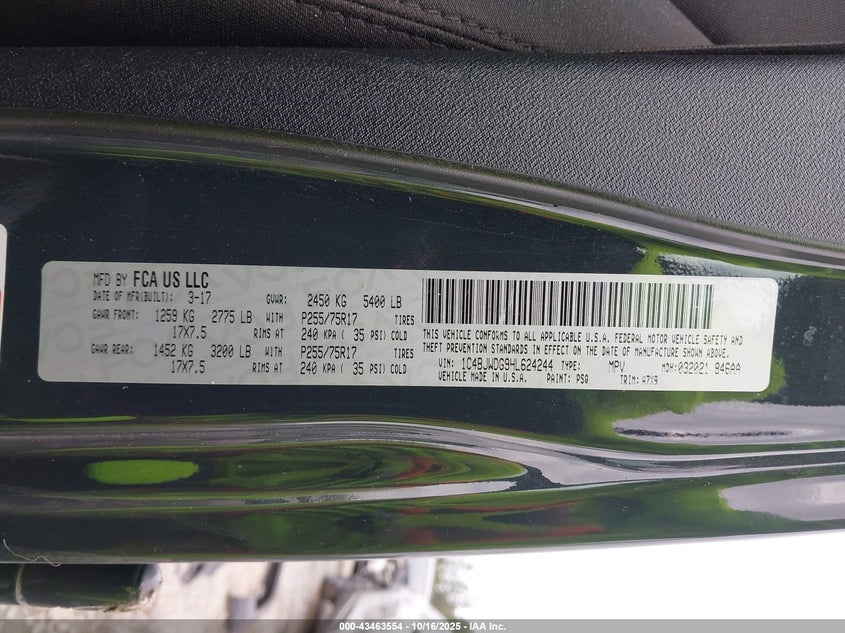 MFD BY FCA US LLC
DATE OF MFR(BUILT): 3-17 GVWR: 2450 KG 5400 LB
GAWR FRONT: 1259 KG 2775 LB WITH P255/75R17 TIRES
17X7.5 RIMS AT 240 KPA ( 35 PSI) COLD
GAWR REAR: 1452 KG 3200 LB WITH P255/75R17 TIRES
17X7.5 RIMS AT 240 KPA ( 35 PSI) COLD
THIS VEHICLE CONFORMS TO ALL APPLICABLE U.S.A. FEDERAL MOTOR VEHICLE SAFETY AND
THEFT PREVENTION STANDARDS IN EFFECT ON THE DATE OF MANUFACTURE SHOWN ABOVE.
VIN: 1C4BJWDG9HL624244 TYPE: MPV MDH:032021 846AA
VEHICLE MADE IN U.S.A. PAINT: PSQ TRIM: A7X9
000-43463554 | 10/16/2025 | © IAA Inc.